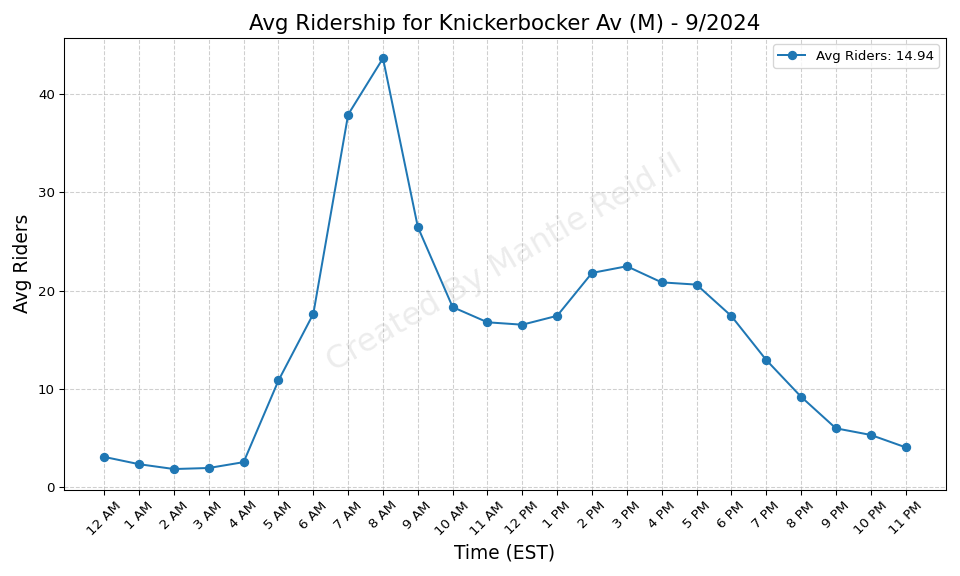 Avg Ridership for Knickerbocker Av (M) - 9/2024
Avg Riders: 14.94
40
30
20
10
0
Avg Riders
Created By Mantie Reid II
12 AM
1 AM
2 AM
3 AM
4 AM
5 AM
6 AM
7 AM
8 AM
9 AM
10 AM
11 AM
12 PM
1 PM
2 PM
3 PM
4 PM
5 PM
6 PM
7 PM
8 PM
9 PM
10 PM
11 PM
Time (EST)